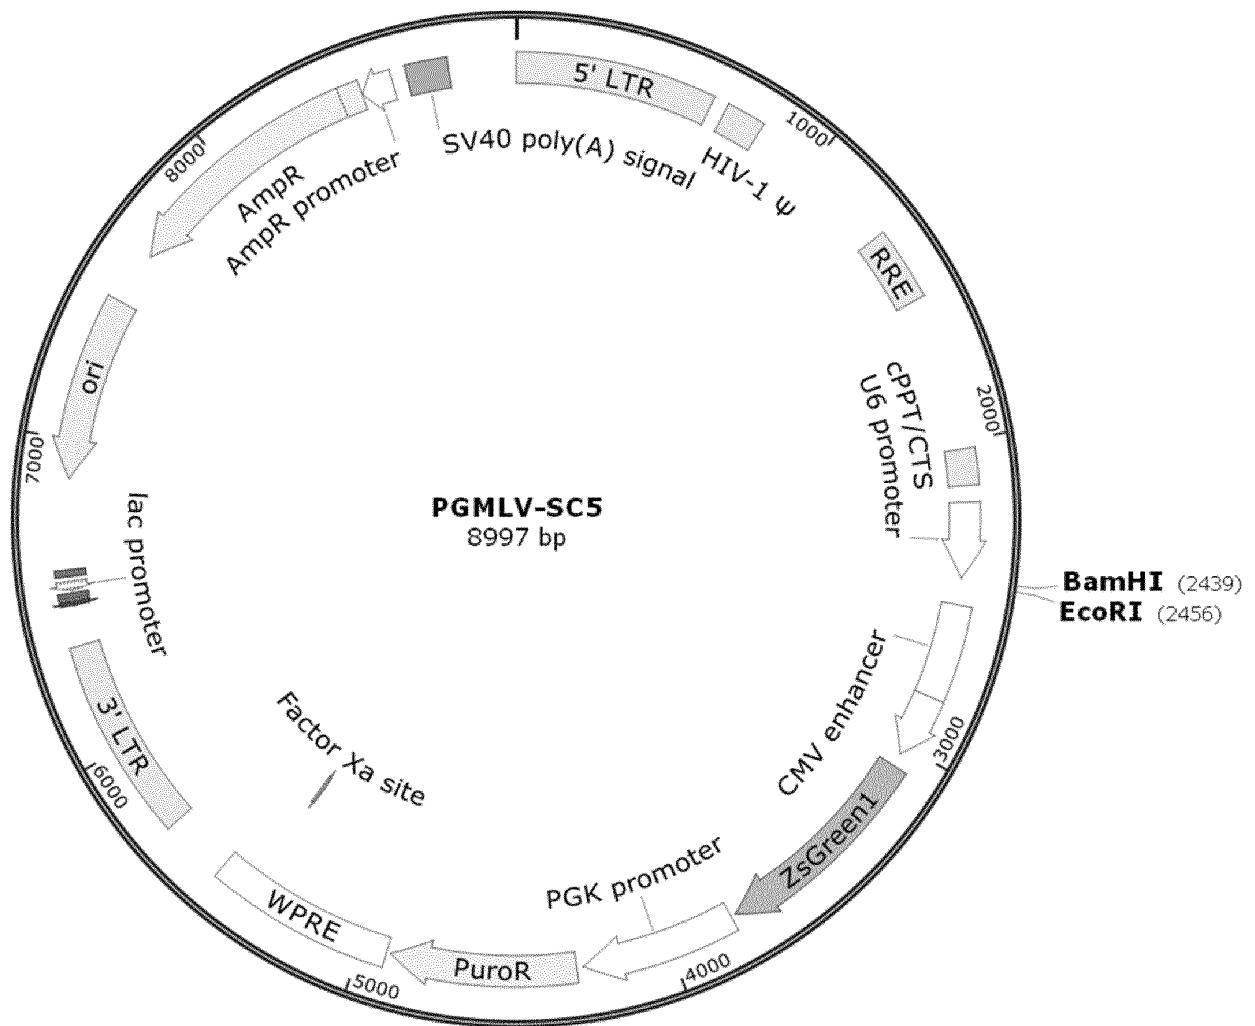 5' LTR
HIV-1 ψ
1000
RRE
2000
cPPT/CTS
U6 promoter
BamHI (2439)
EcoRI (2456)
CMV enhancer
3000
ZsGreen1
PGK promoter
4000
PuroR
5000
WPRE
Factor Xa site
6000
3' LTR
lac promoter
7000
ori
8000
AmpR
AmpR promoter
SV40 poly(A) signal
PGMLV-SC5
8997 bp